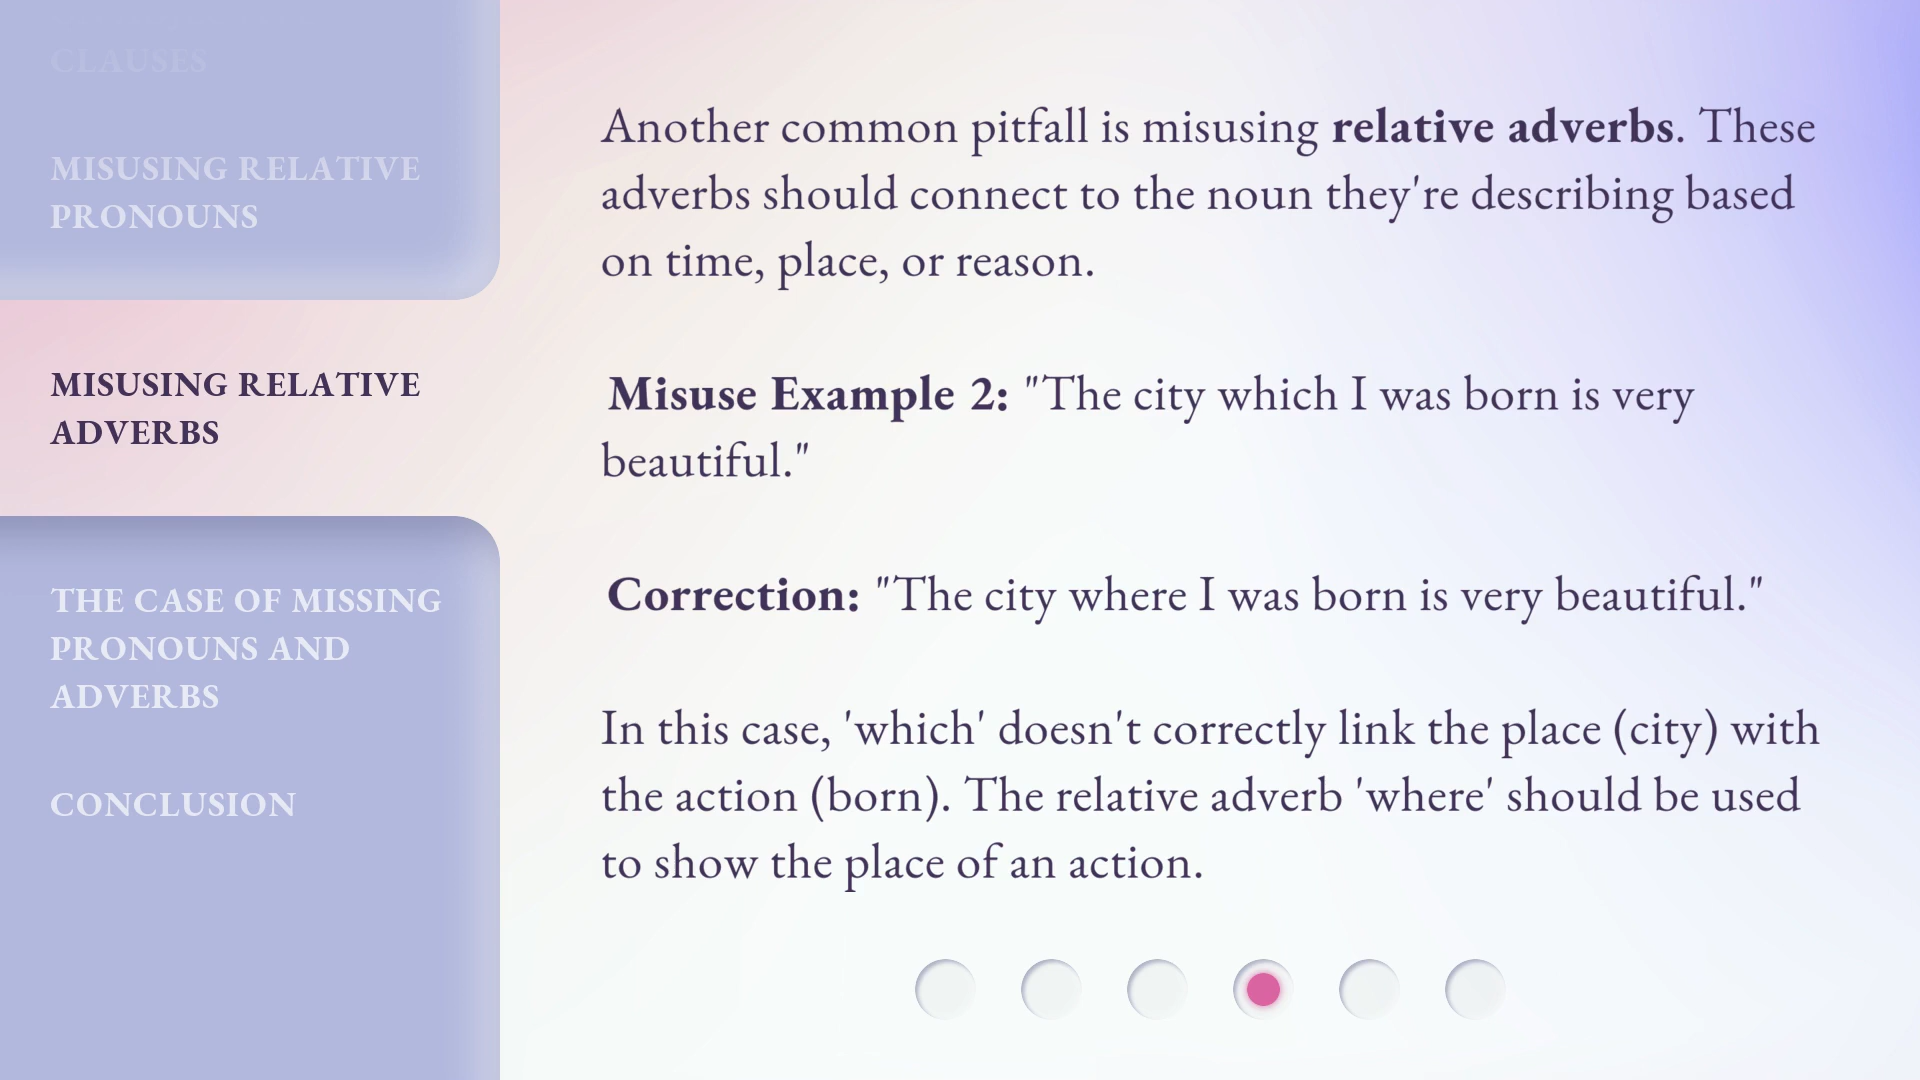 CLAUSES
MISUSING RELATIVE
PRONOUNS
MISUSING RELATIVE
ADVERBS
THE CASE OF MISSING
PRONOUNS AND
ADVERBS
CONCLUSION
Another common pitfall is misusing relative adverbs. These
adverbs should connect to the noun they're describing based
on time, place, or reason.
Misuse Example 2: "The city which I was born is very
beautiful."
Correction: "The city where I was born is very beautiful."
In this case, 'which' doesn't correctly link the place (city) with
the action (born). The relative adverb 'where' should be used
to show the place of an action.